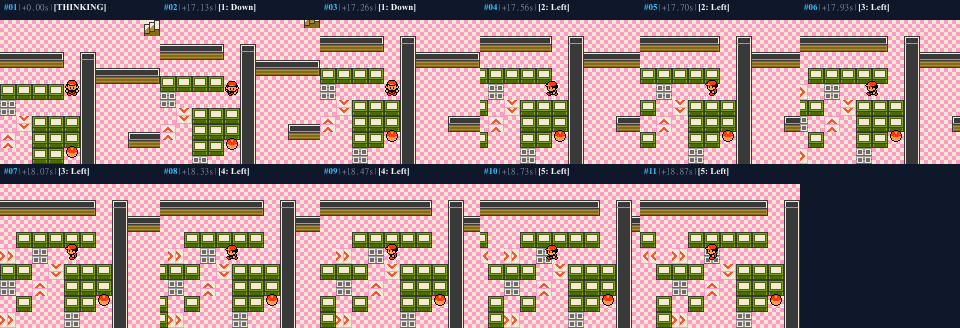 #01|+0.00s|[THINKING] #02|+17.13s|[1: Down] #03|+17.26s|[1: Down] #04|+17.56s|[2: Left] #05|+17.70s|[2: Left] #06|+17.93s|[3: Left]
#07|+18.07s|[3: Left] #08|+18.33s|[4: Left] #09|+18.47s|[4: Left] #10|+18.73s|[5: Left] #11|+18.87s|[5: Left]